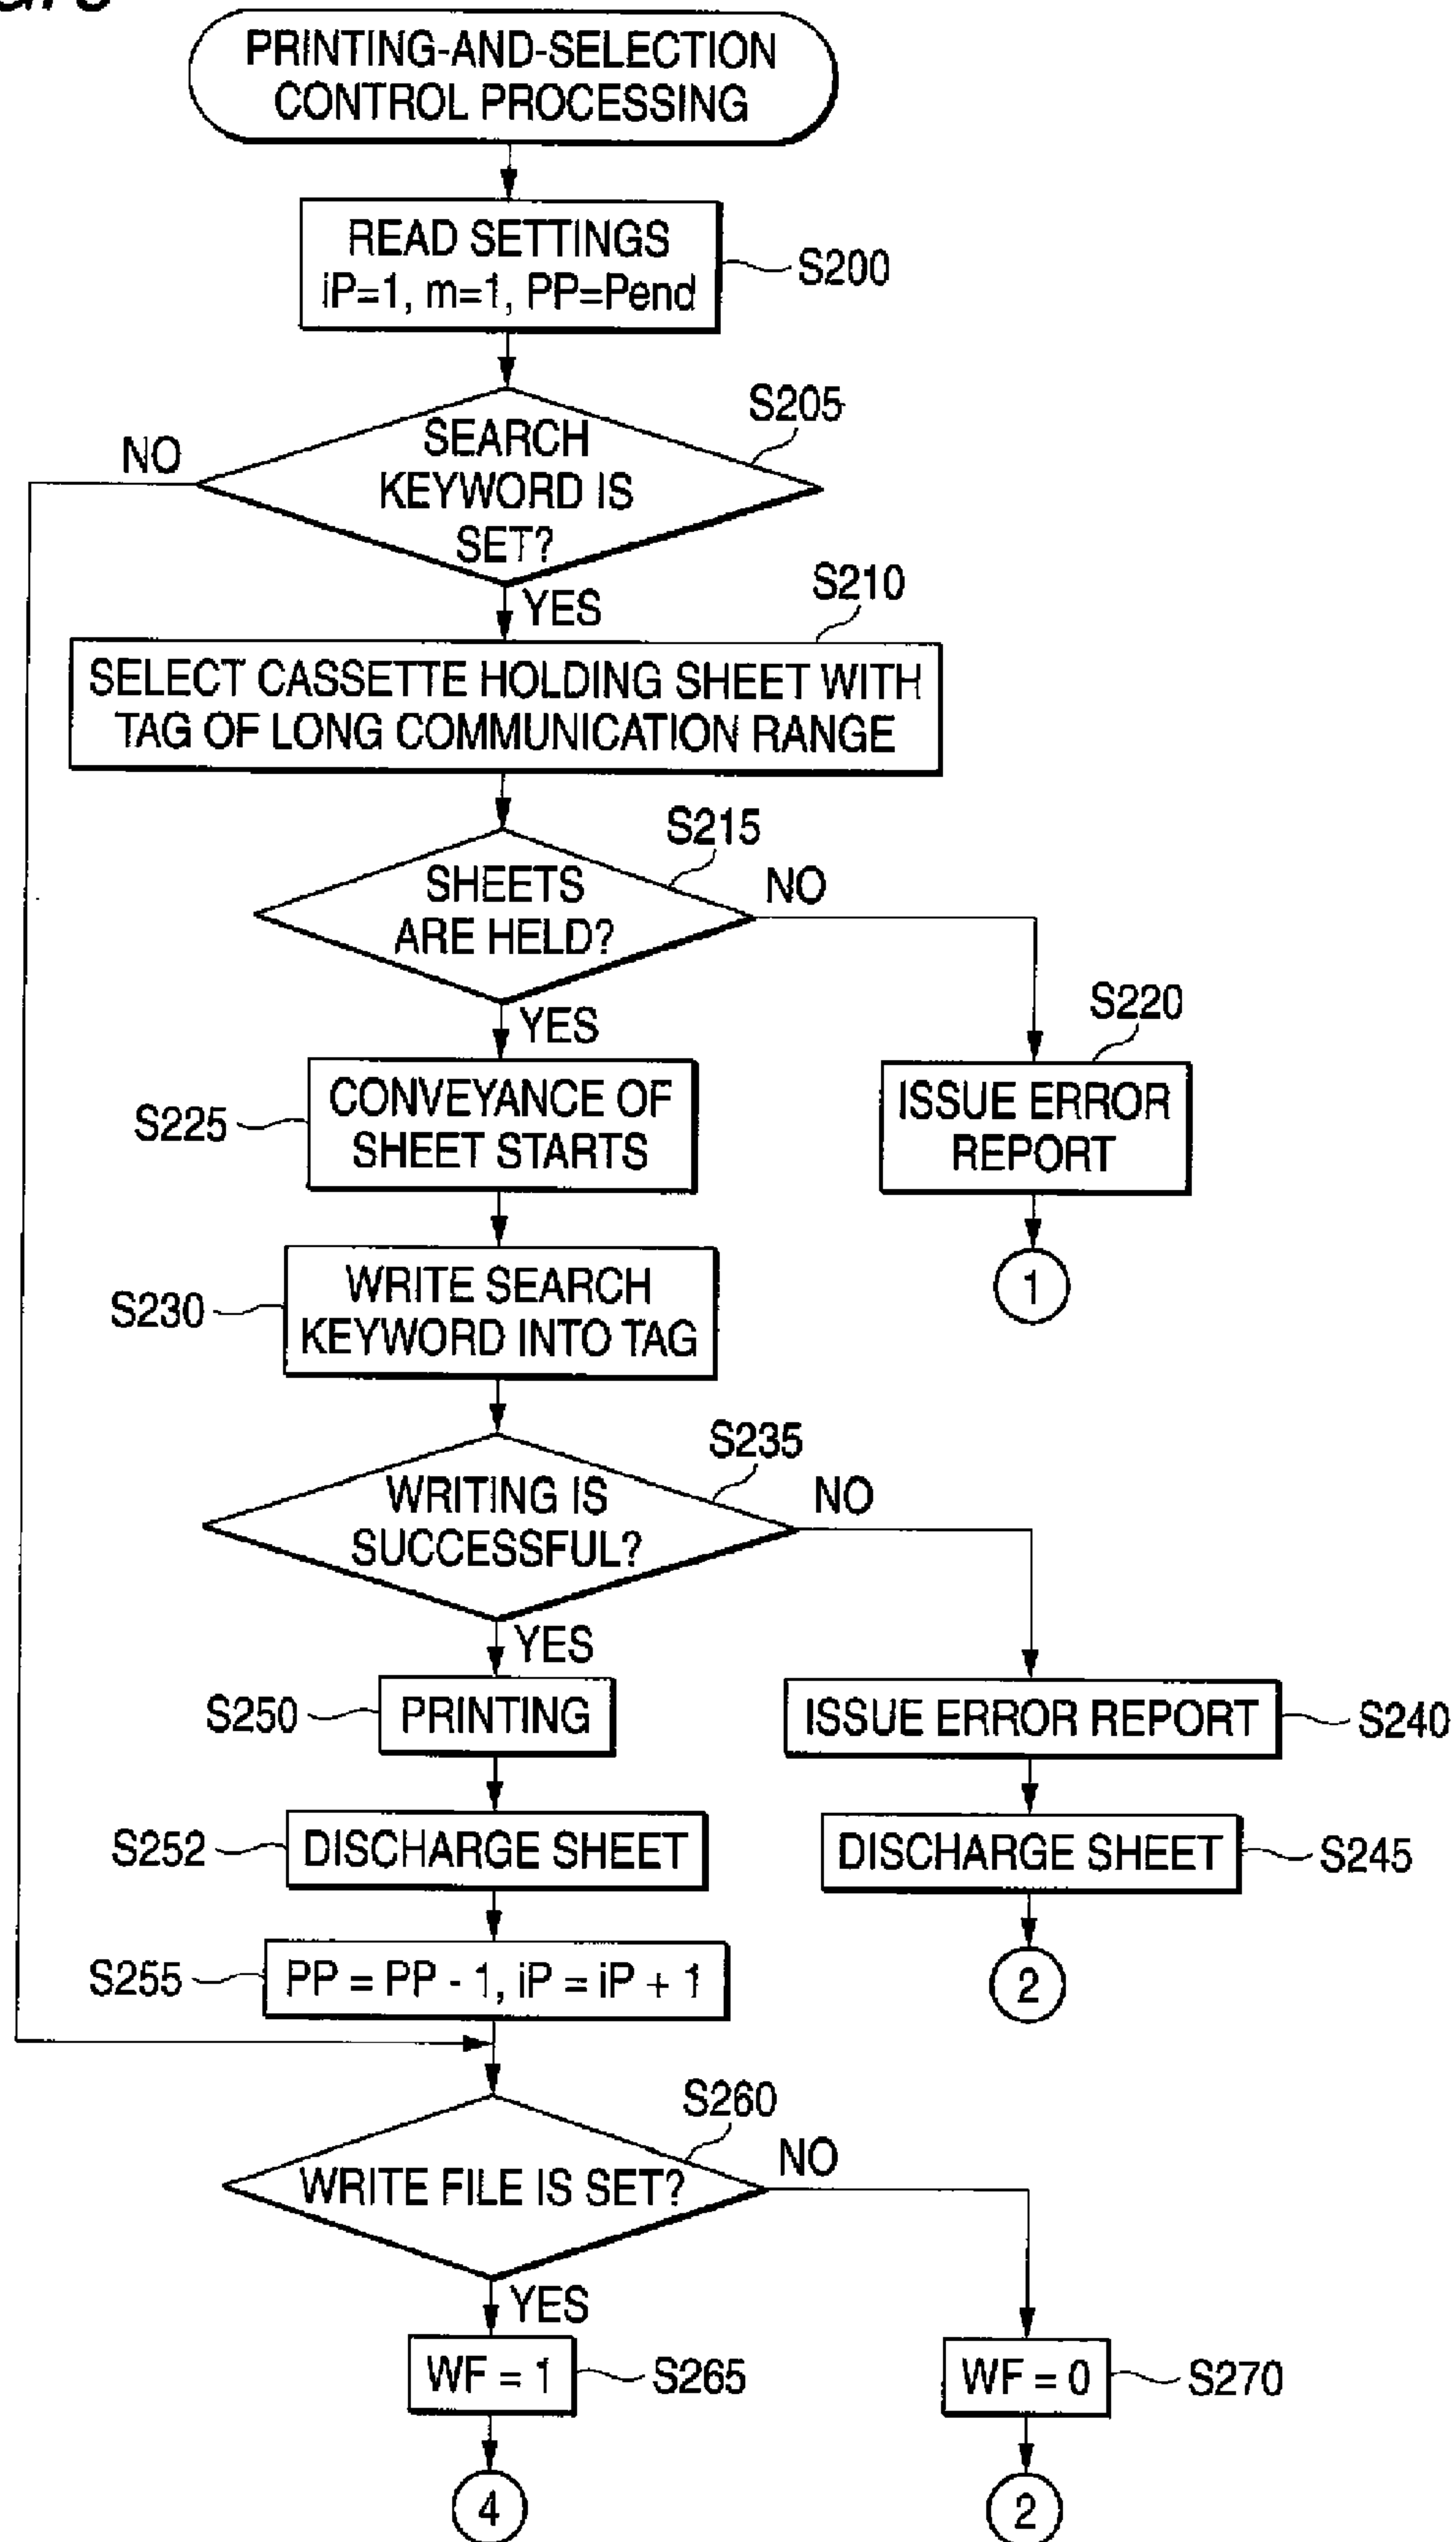 PRINTING-AND-SELECTION
CONTROL PROCESSING
READ SETTINGS
iP=1, m=1, PP=Pend
S200
S205
SEARCH
KEYWORD IS
SET?
NO
YES
S210
SELECT CASSETTE HOLDING SHEET WITH
TAG OF LONG COMMUNICATION RANGE
S215
SHEETS
ARE HELD?
NO
YES
S220
ISSUE ERROR
REPORT
1
S225
CONVEYANCE OF
SHEET STARTS
S230
WRITE SEARCH
KEYWORD INTO TAG
S235
WRITING IS
SUCCESSFUL?
NO
YES
S250
PRINTING
ISSUE ERROR REPORT
S240
S252
DISCHARGE SHEET
DISCHARGE SHEET
S245
S255
PP = PP - 1, iP = iP + 1
2
S260
WRITE FILE IS SET?
NO
YES
WF = 1
S265
WF = 0
S270
4
2